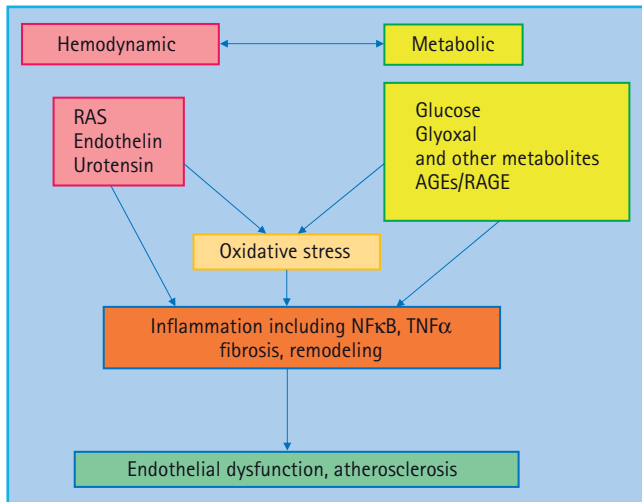 Hemodynamic
Metabolic
RAS
Endothelin
Urotensin
Glucose
Glyoxal
and other metabolites
AGEs/RAGE
Oxidative stress
Inflammation including NFκB, TNFα
fibrosis, remodeling
Endothelial dysfunction, atherosclerosis